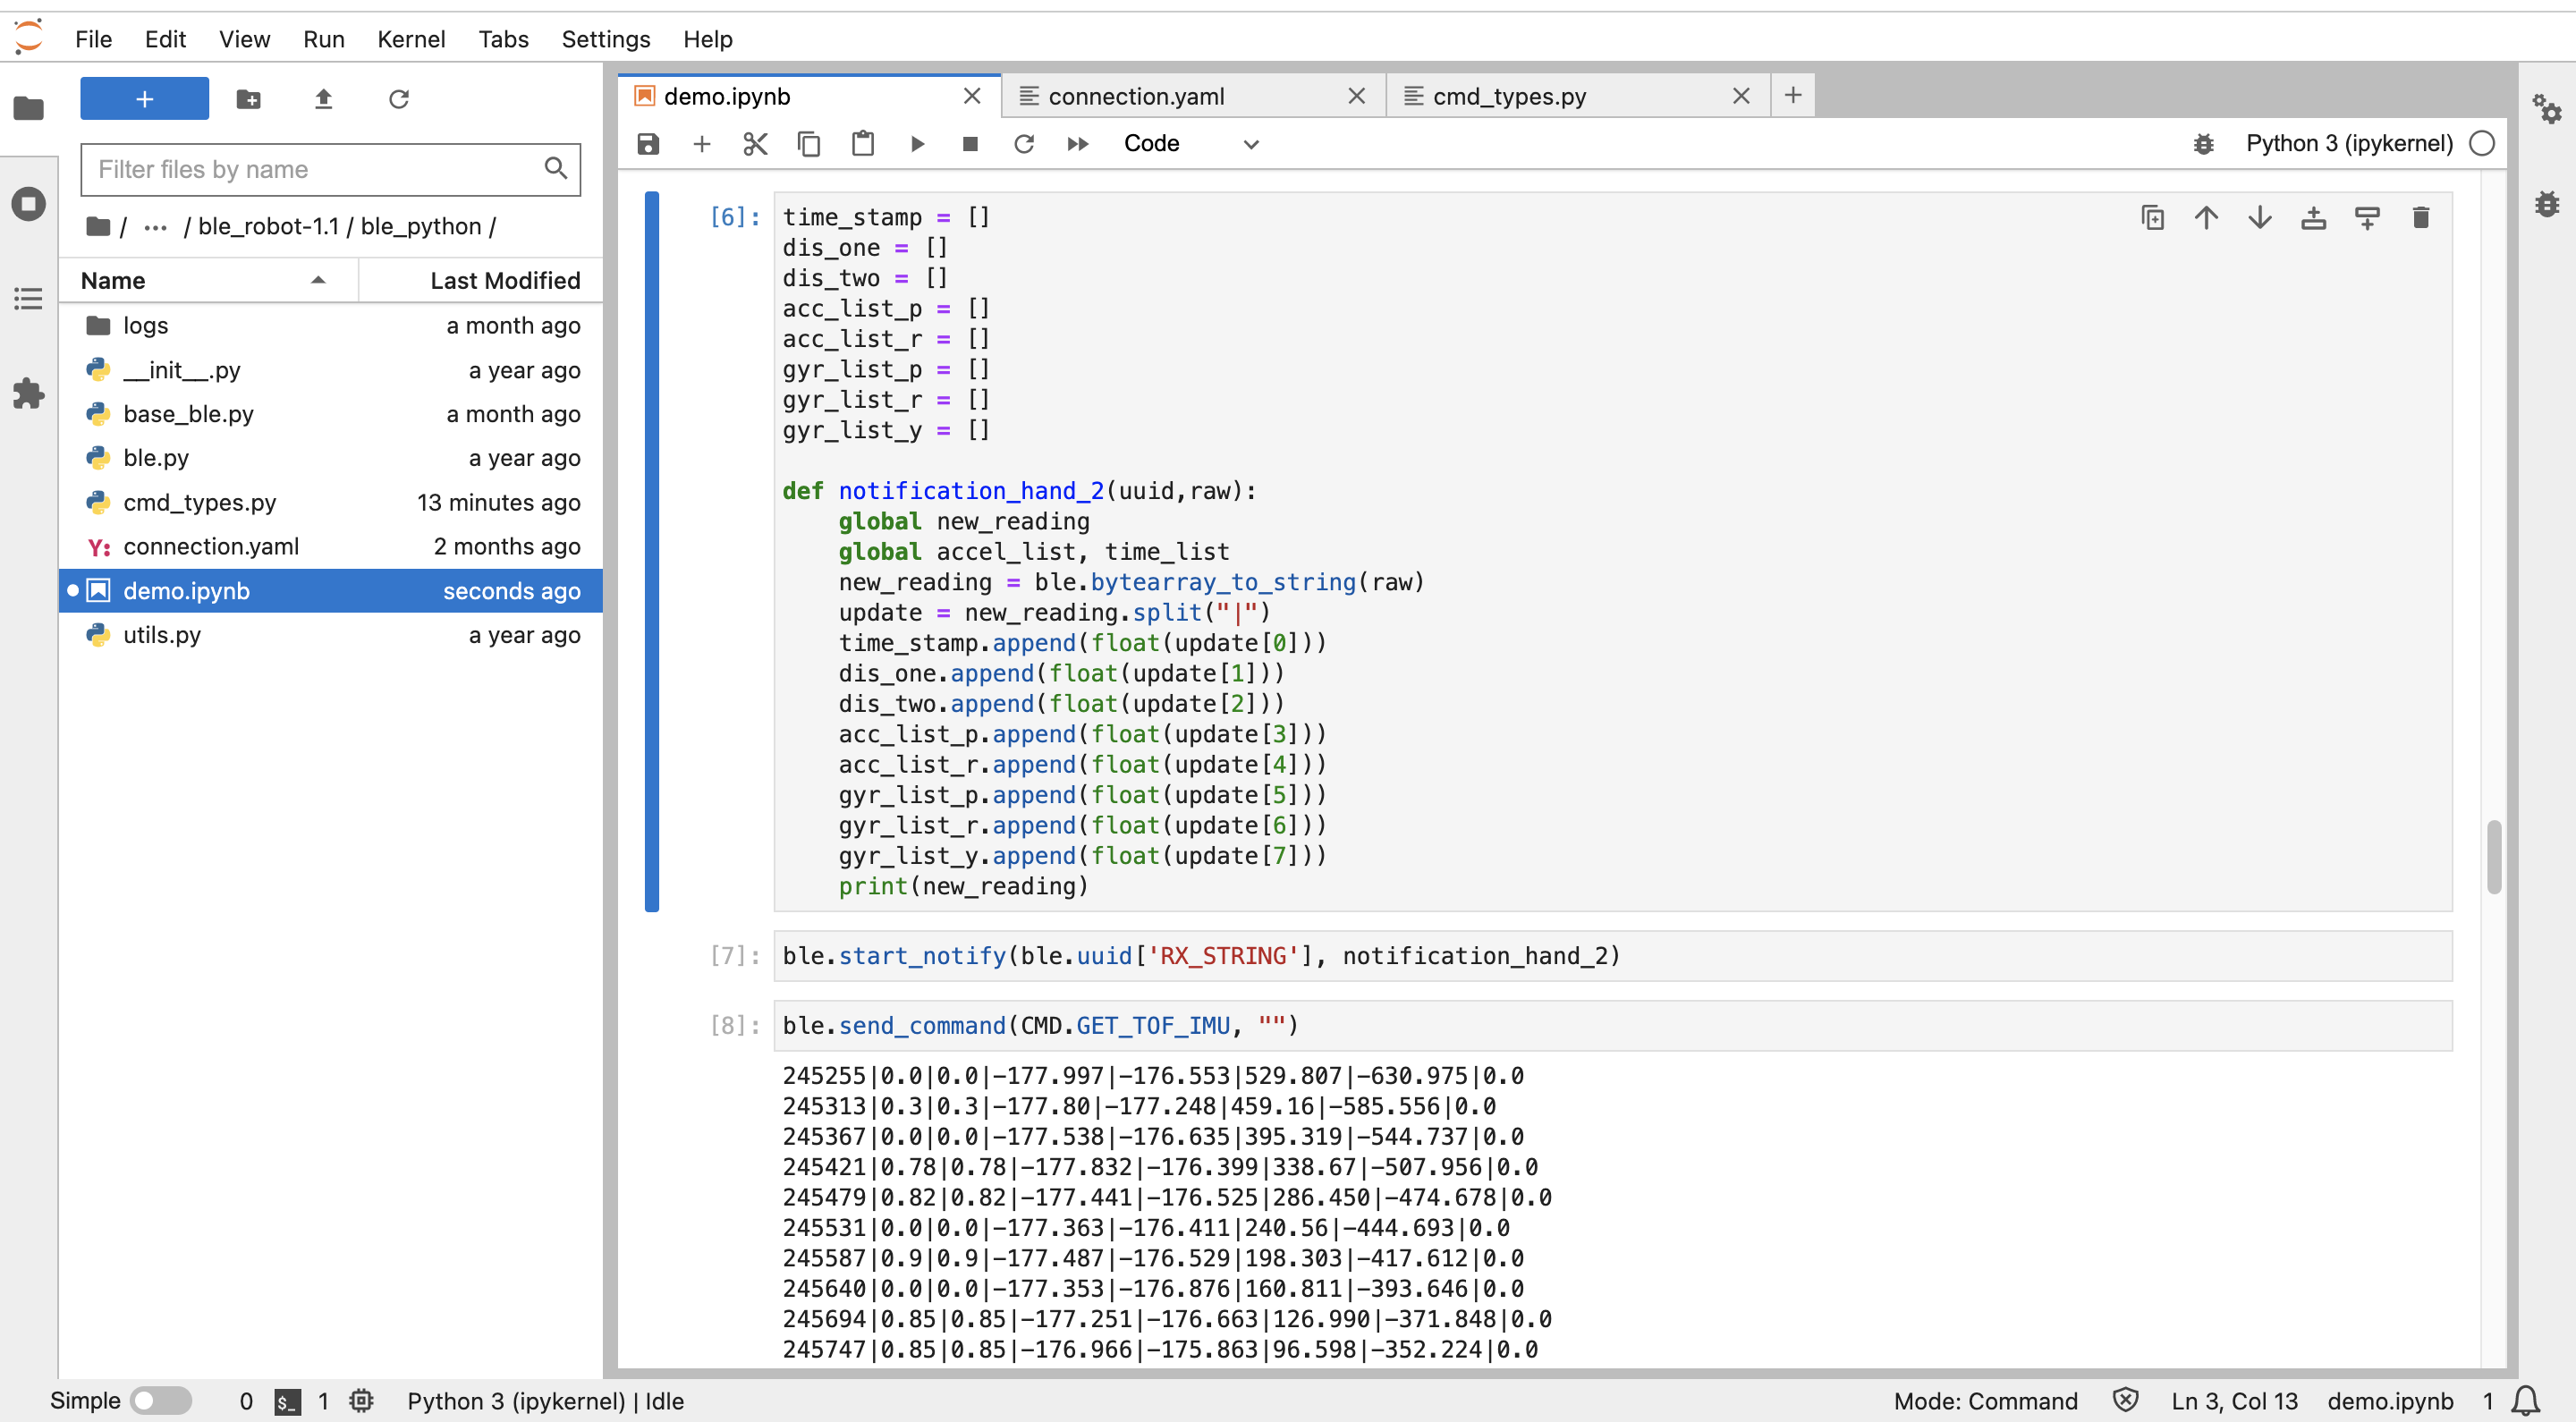 File Edit View Run Kernel Tabs Settings Help
+
Filter files by name
/ ... / ble_robot-1.1 / ble_python /
Name Last Modified
logs a month ago
__init__.py a year ago
base_ble.py a month ago
ble.py a year ago
cmd_types.py 13 minutes ago
Y: connection.yaml 2 months ago
demo.ipynb seconds ago
utils.py a year ago
demo.ipynb connection.yaml cmd_types.py
Code Python 3 (ipykernel)
[6]: time_stamp = []
dis_one = []
dis_two = []
acc_list_p = []
acc_list_r = []
gyr_list_p = []
gyr_list_r = []
gyr_list_y = []
def notification_hand_2(uuid,raw):
global new_reading
global accel_list, time_list
new_reading = ble.bytearray_to_string(raw)
update = new_reading.split("|")
time_stamp.append(float(update[0]))
dis_one.append(float(update[1]))
dis_two.append(float(update[2]))
acc_list_p.append(float(update[3]))
acc_list_r.append(float(update[4]))
gyr_list_p.append(float(update[5]))
gyr_list_r.append(float(update[6]))
gyr_list_y.append(float(update[7]))
print(new_reading)
[7]: ble.start_notify(ble.uuid['RX_STRING'], notification_hand_2)
[8]: ble.send_command(CMD.GET_TOF_IMU, "")
245255|0.0|0.0|-177.997|-176.553|529.807|-630.975|0.0
245313|0.3|0.3|-177.80|-177.248|459.16|-585.556|0.0
245367|0.0|0.0|-177.538|-176.635|395.319|-544.737|0.0
245421|0.78|0.78|-177.832|-176.399|338.67|-507.956|0.0
245479|0.82|0.82|-177.441|-176.525|286.450|-474.678|0.0
245531|0.0|0.0|-177.363|-176.411|240.56|-444.693|0.0
245587|0.9|0.9|-177.487|-176.529|198.303|-417.612|0.0
245640|0.0|0.0|-177.353|-176.876|160.811|-393.646|0.0
245694|0.85|0.85|-177.251|-176.663|126.990|-371.848|0.0
245747|0.85|0.85|-176.966|-175.863|96.598|-352.224|0.0
Simple 0 $_ 1 Python 3 (ipykernel) | Idle Mode: Command Ln 3, Col 13 demo.ipynb 1